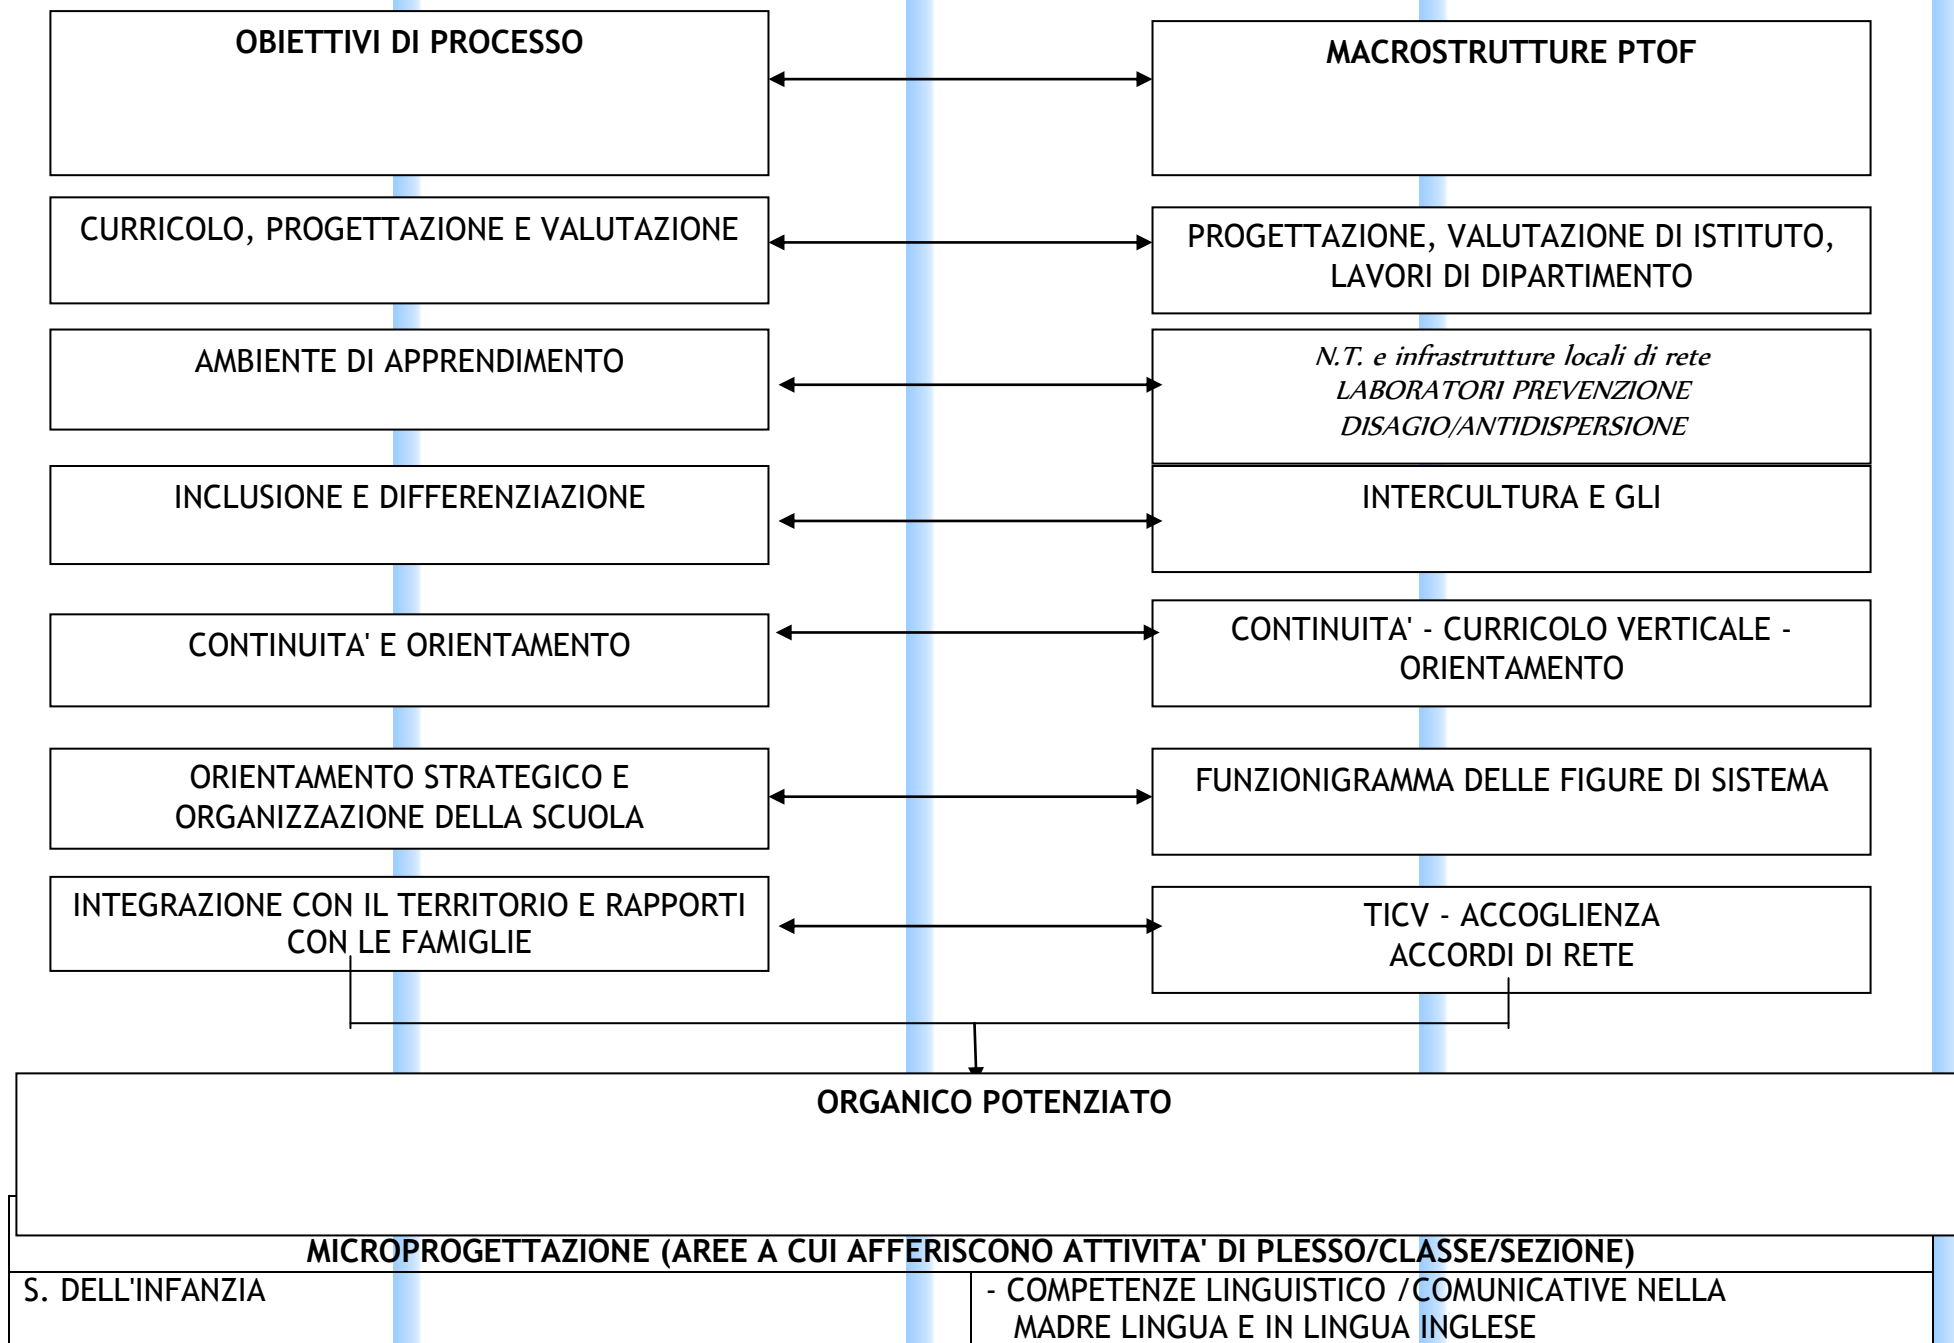 OBIETTIVI DI PROCESSO
MACROSTRUTTURE PTOF
CURRICOLO, PROGETTAZIONE E VALUTAZIONE
PROGETTAZIONE, VALUTAZIONE DI ISTITUTO,
LAVORI DI DIPARTIMENTO
AMBIENTE DI APPRENDIMENTO
N.T. e infrastrutture locali di rete
LABORATORI PREVENZIONE
DISAGIO/ANTIDISPERSIONE
INCLUSIONE E DIFFERENZIAZIONE
INTERCULTURA E GLI
CONTINUITA' E ORIENTAMENTO
CONTINUITA' - CURRICOLO VERTICALE -
ORIENTAMENTO
ORIENTAMENTO STRATEGICO E
ORGANIZZAZIONE DELLA SCUOLA
FUNZIONIGRAMMA DELLE FIGURE DI SISTEMA
INTEGRAZIONE CON IL TERRITORIO E RAPPORTI
CON LE FAMIGLIE
TICV - ACCOGLIENZA
ACCORDI DI RETE
ORGANICO POTENZIATO
MICROPROGETTAZIONE (AREE A CUI AFFERISCONO ATTIVITA' DI PLESSO/CLASSE/SEZIONE)
S. DELL'INFANZIA
- COMPETENZE LINGUISTICO /COMUNICATIVE NELLA
MADRE LINGUA E IN LINGUA INGLESE